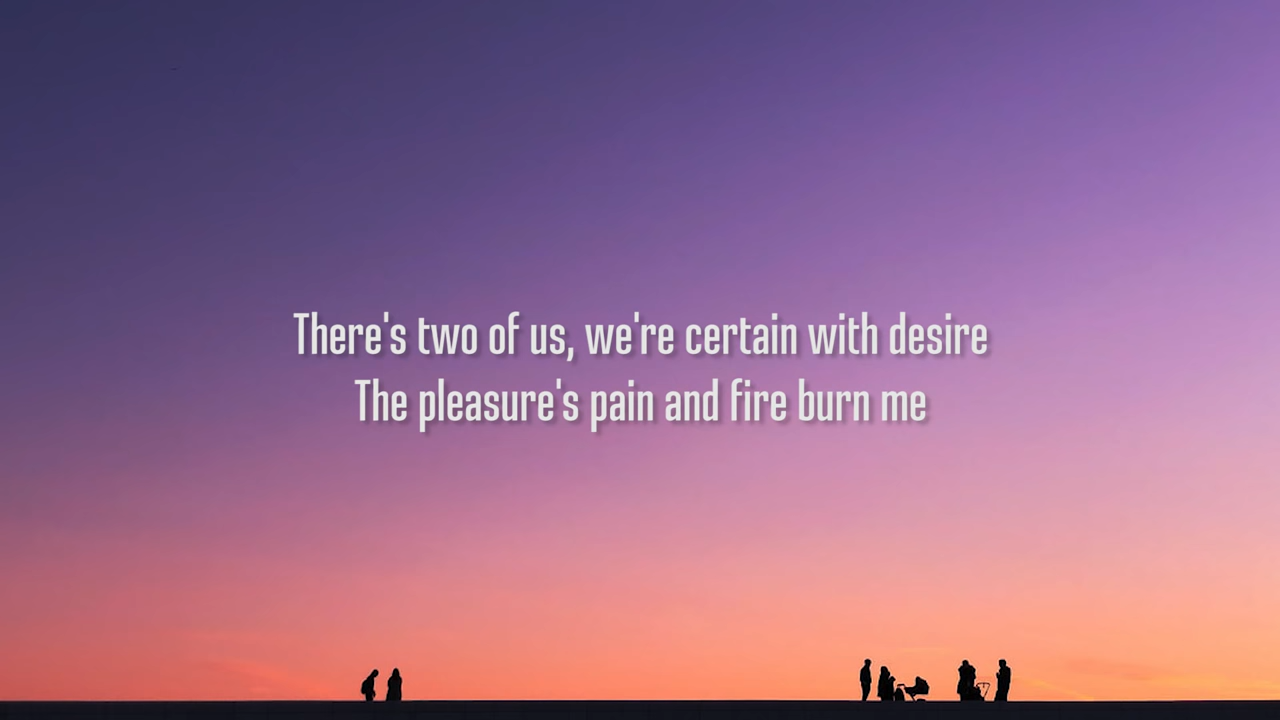 There's two of us, we're certain with desire
The pleasure's pain and fire burn me